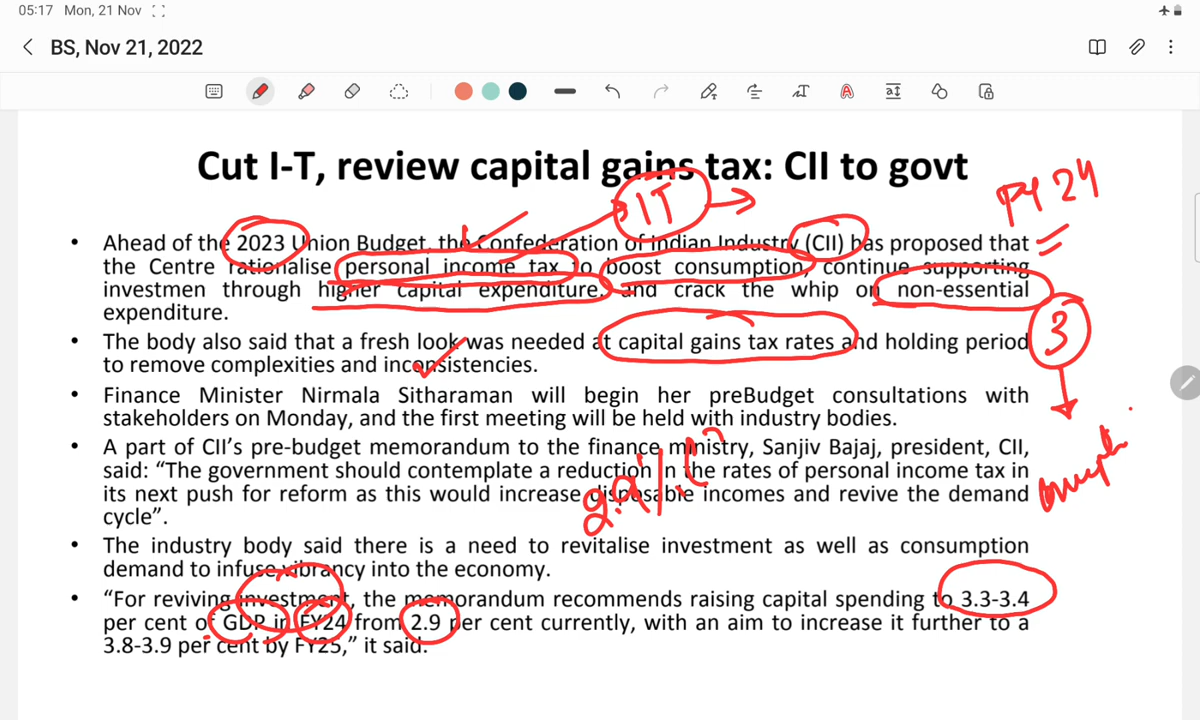 05:17 Mon, 21 Nov
BS, Nov 21, 2022
Cut I-T, review capital gains tax: CII to govt
FY 24
IT
• Ahead of the 2023 Union Budget, the Confederation of Indian Industry (CII) has proposed that
the Centre rationalise personal income tax to boost consumption, continue supporting
investmen through higher capital expenditure, and crack the whip on non-essential
expenditure.
3
• The body also said that a fresh look was needed at capital gains tax rates and holding period
to remove complexities and inconsistencies.
• Finance Minister Nirmala Sitharaman will begin her preBudget consultations with
stakeholders on Monday, and the first meeting will be held with industry bodies.
• A part of CII's pre-budget memorandum to the finance ministry, Sanjiv Bajaj, president, CII,
said: “The government should contemplate a reduction in the rates of personal income tax in
its next push for reform as this would increase disposable incomes and revive the demand
cycle”.
2.9%
• The industry body said there is a need to revitalise investment as well as consumption
demand to infuse vibrancy into the economy.
• “For reviving investment, the memorandum recommends raising capital spending to 3.3-3.4
per cent of GDP in FY24 from 2.9 per cent currently, with an aim to increase it further to a
3.8-3.9 per cent by FY25,” it said.